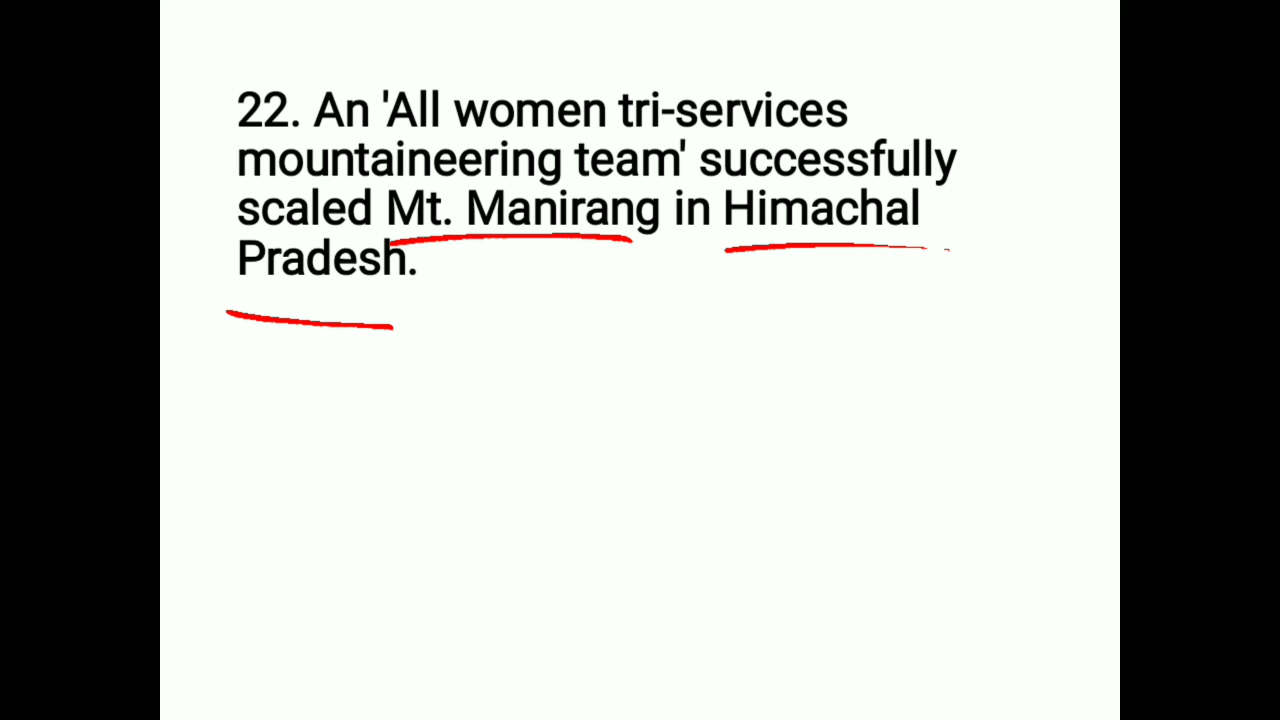 22. An 'All women tri-services
mountaineering team' successfully
scaled Mt. Manirang in Himachal
Pradesh.